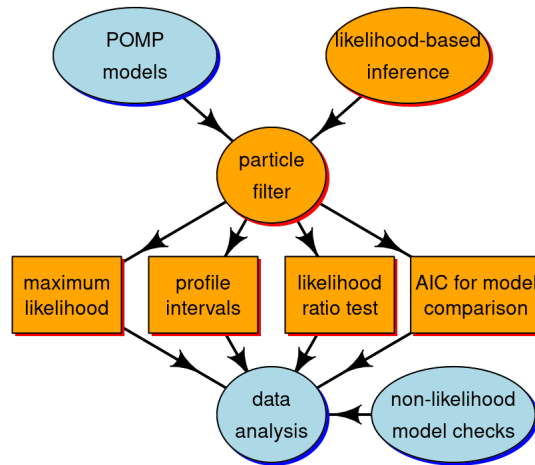 POMP
models
likelihood-based
inference
particle
filter
maximum
likelihood
profile
intervals
likelihood
ratio test
AIC for model
comparison
data
analysis
non-likelihood
model checks